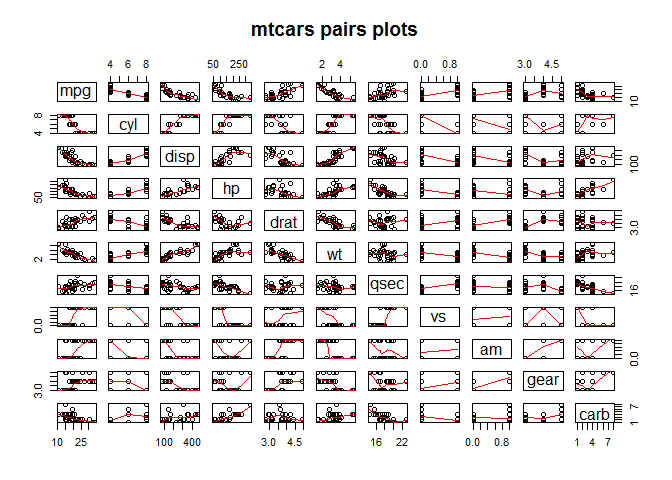 mtcars pairs plots
4 6 8 50 250 2 4 0.0 0.8 3.0 4.5
mpg 10
8 4 cyl
disp 100
50 hp
drat 3.0
2 wt
qsec 16
0.0 vs
am 0.0
3.0 gear
carb 1 7
10 25 100 400 3.0 4.5 16 22 0.0 0.8 1 4 7